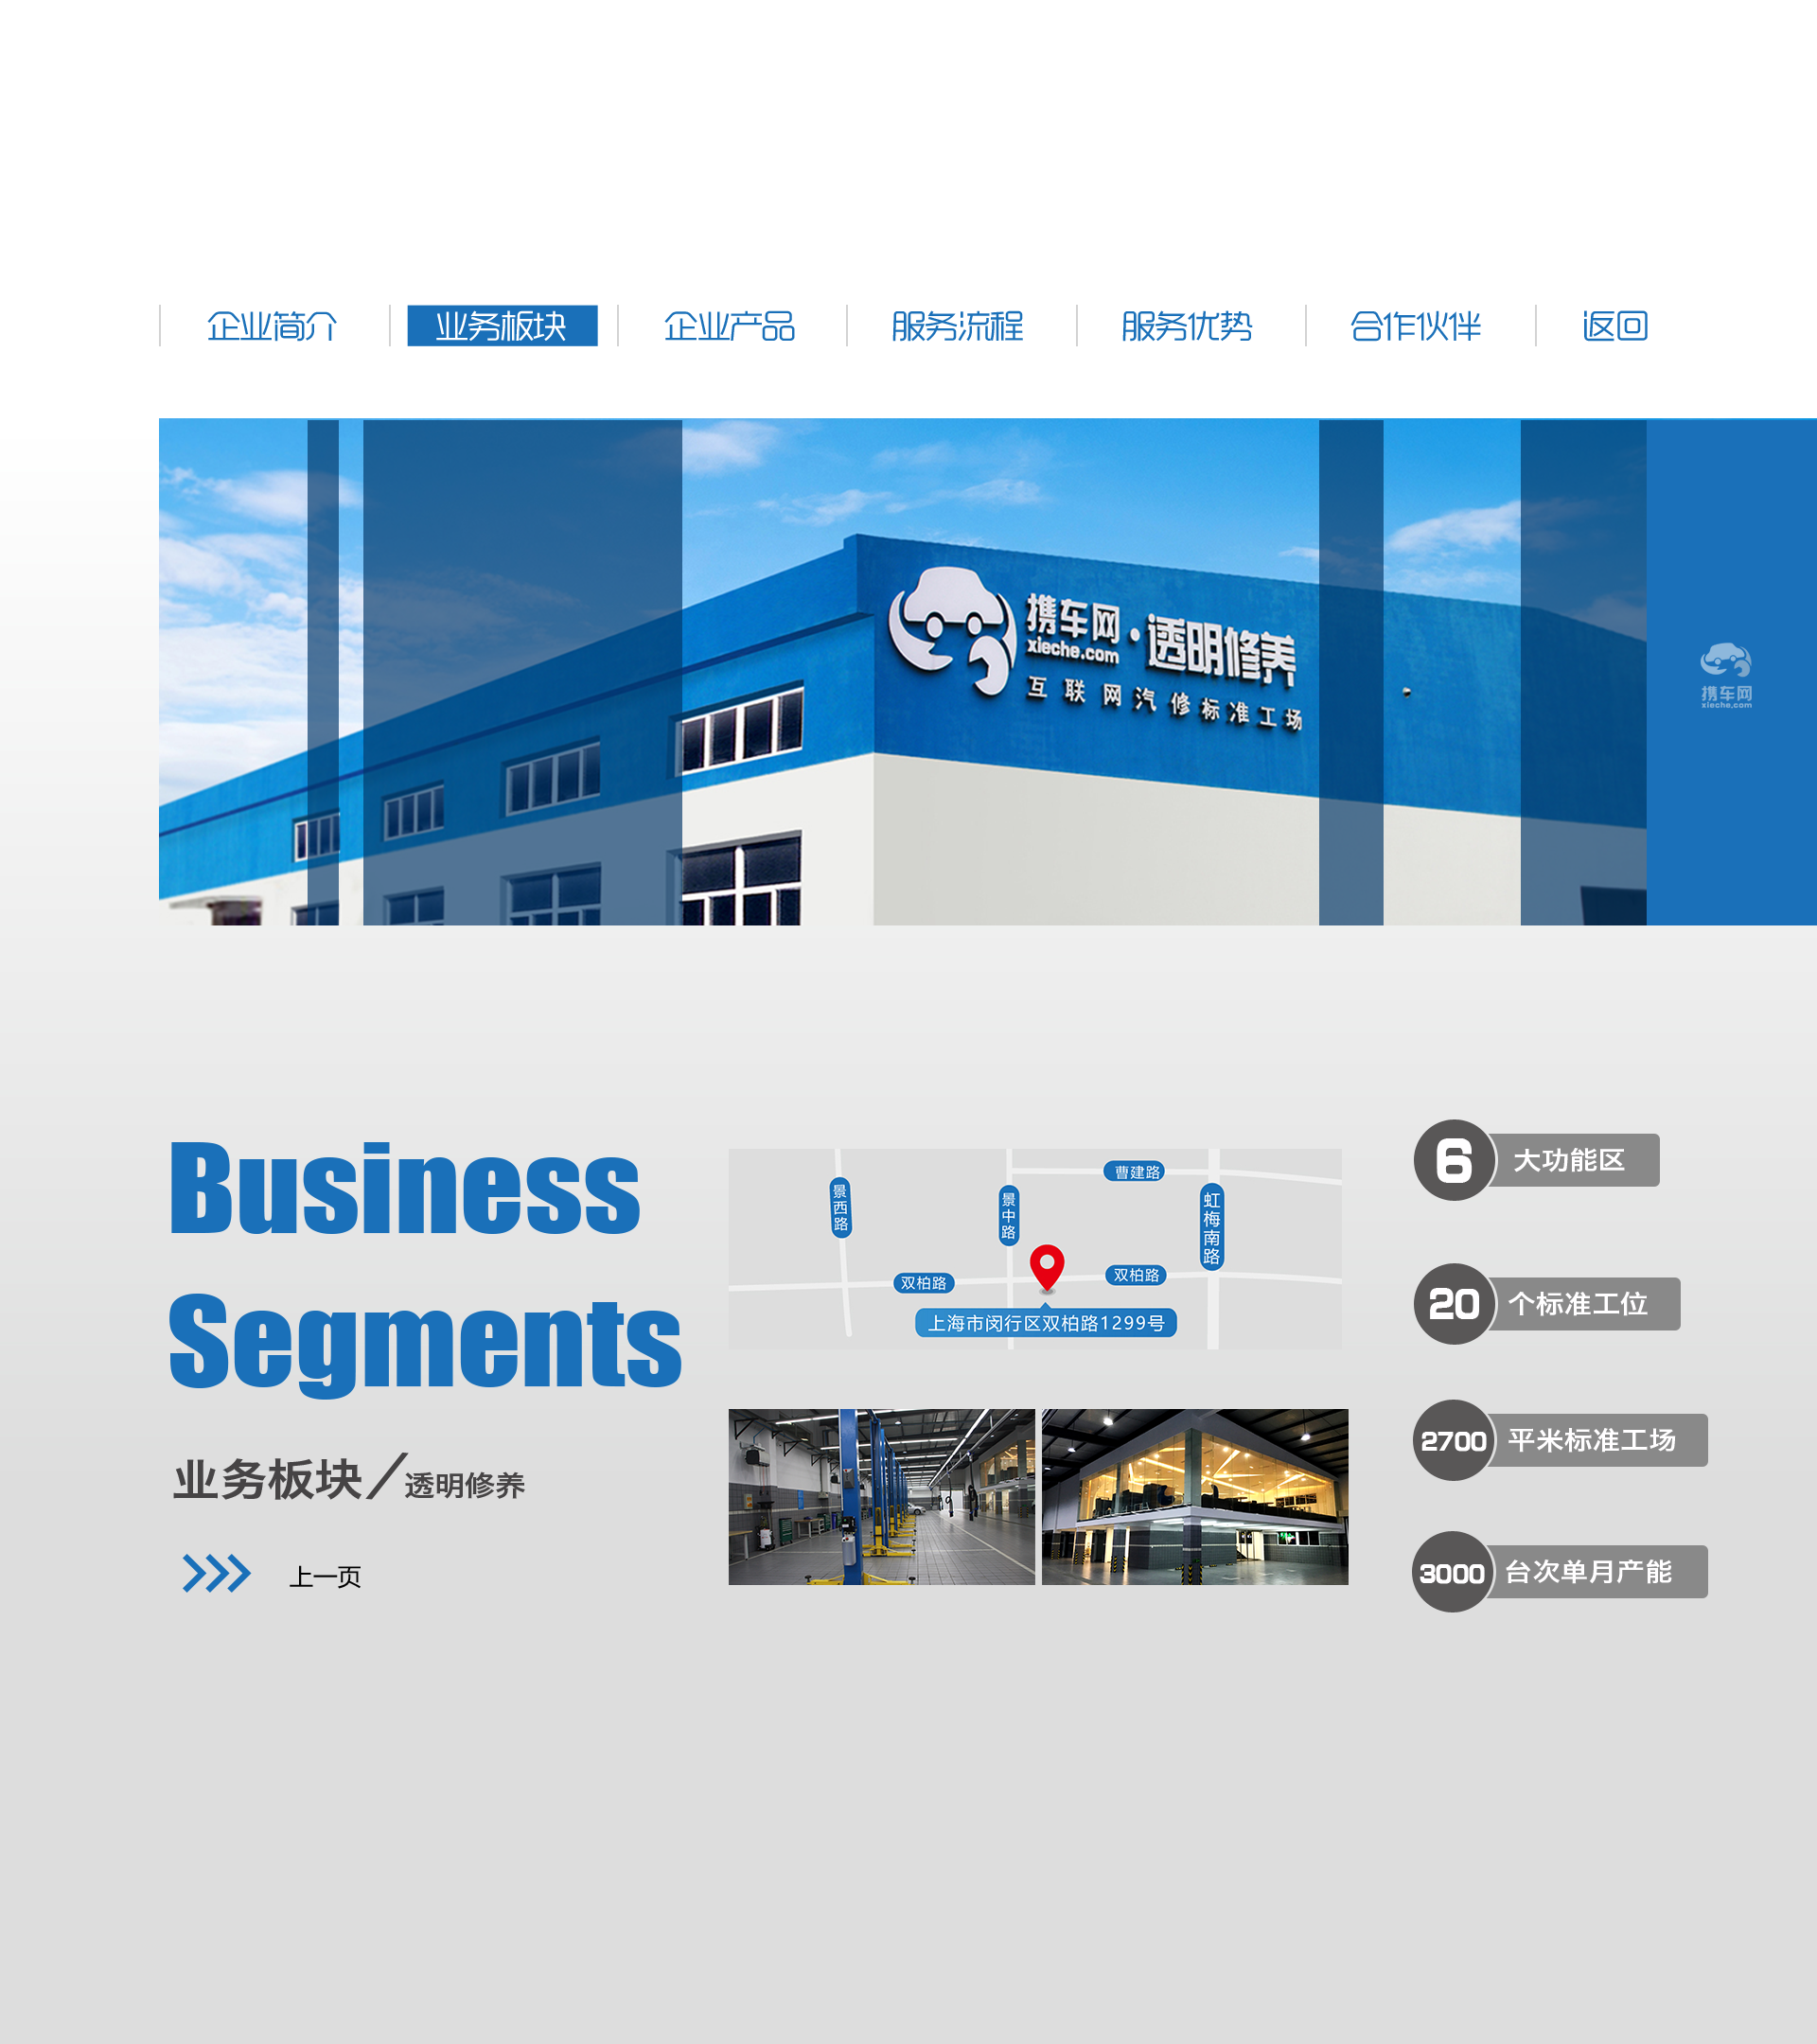 企业简介
业务板块
企业产品
服务流程
服务优势
合作伙伴
返回
携车网·透明修养
xieche.com
互联网汽修标准工场
携车网
xieche.com
Business
Segments
业务板块/透明修养
上一页
景西路
景中路
曹建路
虹梅南路
双柏路
双柏路
上海市闵行区双柏路1299号
6 大功能区
20 个标准工位
2700 平米标准工场
3000 台次单月产能